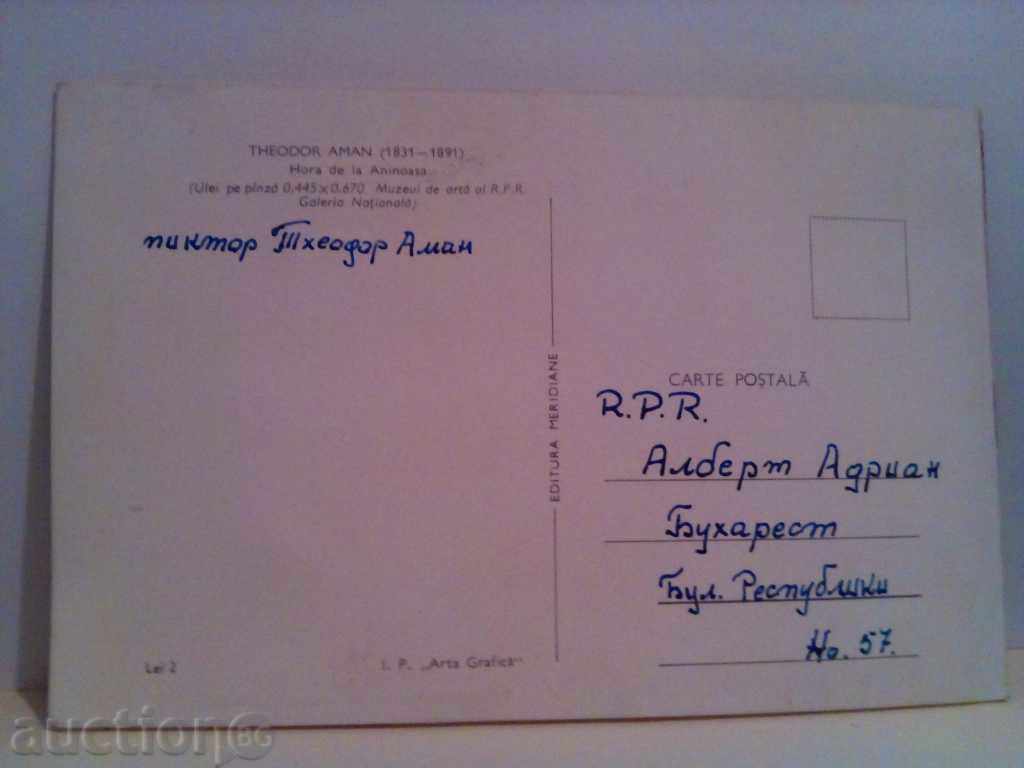 THEODOR AMAN (1831—1891)
Hora de la Aninoasa
(Ulei pe pînză 0,445×0,670. Muzeul de artă al R.P.R.
Galeria Națională)
пиктор Тхеодор Аман
EDITURA MERIDIANE
CARTE POȘTALĂ
R.P.R.
Алберт Адриан
Бухарест
Бул. Республики
No. 57.
Lei 2
I. P. „Arta Grafică"
auction BG